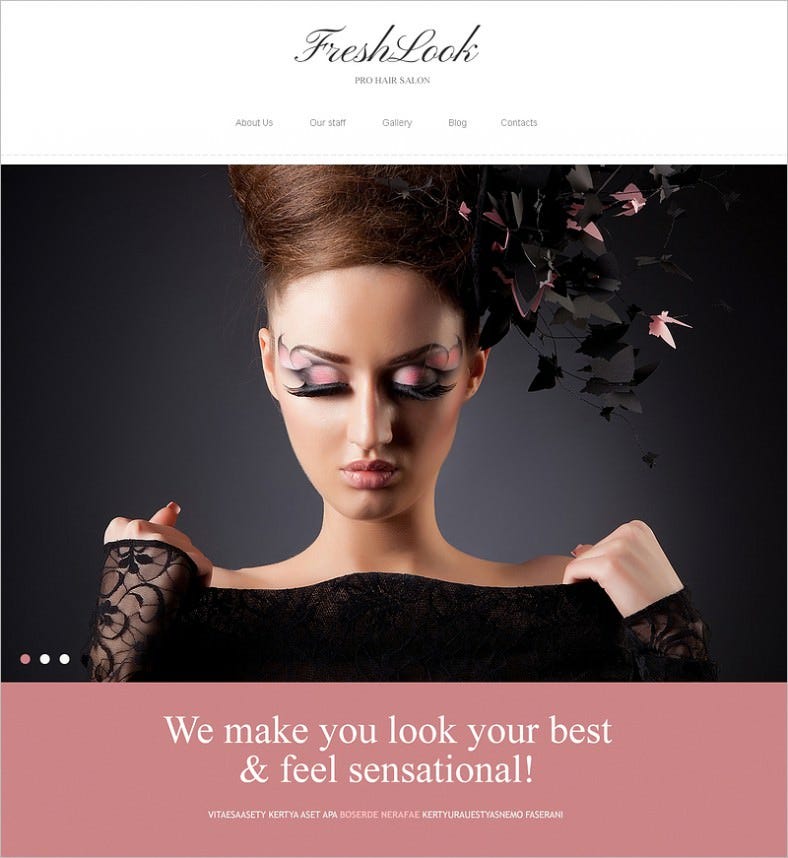 FreshLook
PRO HAIR SALON
About Us Our staff Gallery Blog Contacts
We make you look your best
& feel sensational!
VITAESAASETY KERTYA ASET APA BOSERDE NERAFAE KERTYURAUESTYASNEMO FASERANI